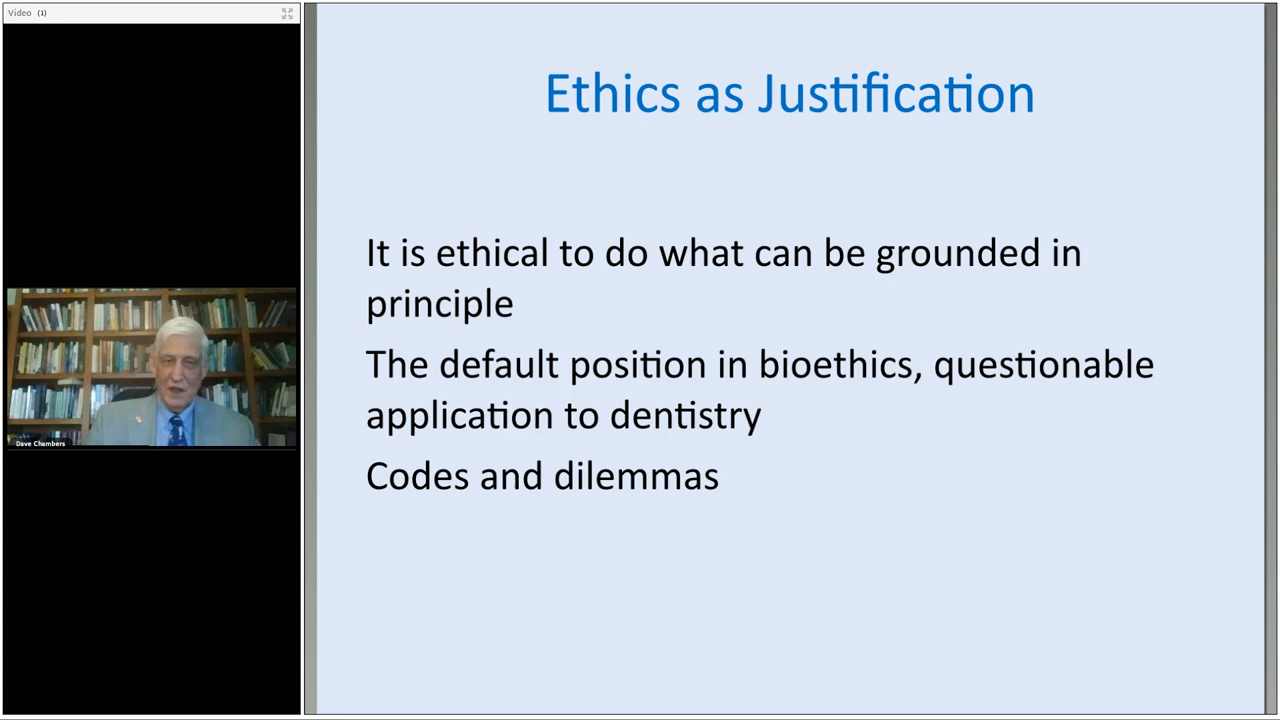 Video (1)
Dave Chambers
Ethics as Justification
It is ethical to do what can be grounded in
principle
The default position in bioethics, questionable
application to dentistry
Codes and dilemmas